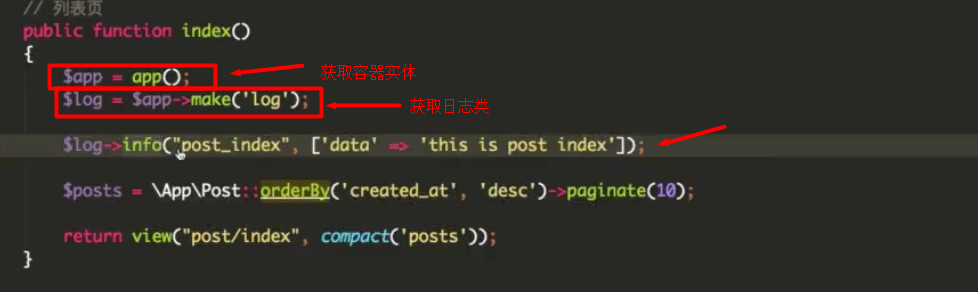 // 列表页
public function index()
{
$app = app();
获取容器实体
$log = $app->make('log');
获取日志类
$log->info("post_index", ['data' => 'this is post index']);
$posts = \App\Post::orderBy('created_at', 'desc')->paginate(10);
return view("post/index", compact('posts'));
}